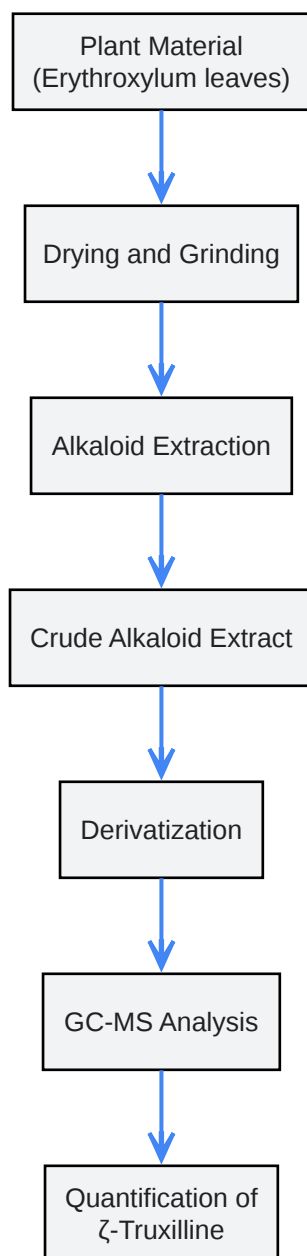 Plant Material
(Erythroxylum leaves)
Drying and Grinding
Alkaloid Extraction
Crude Alkaloid Extract
Derivatization
GC-MS Analysis
Quantification of
ζ-Truxilline